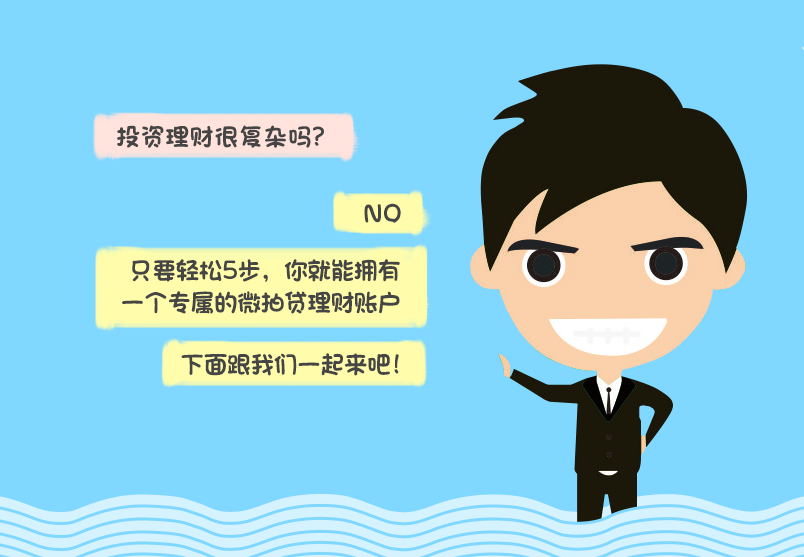 投资理财很复杂吗?
NO
只要轻松5步，你就能拥有
一个专属的微拍贷理财账户
下面跟我们一起来吧!